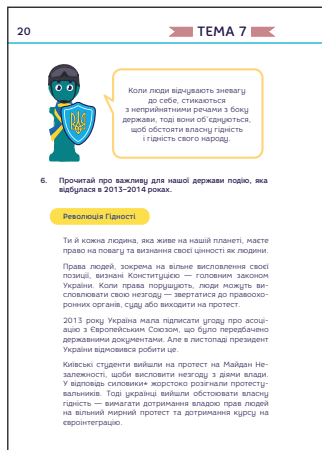 20
ТЕМА 7
Коли люди відчувають зневагу
до себе, стикаються
з неприйнятними речами з боку
держави, тоді вони об`єднуються,
щоб обстояти власну гідність
і гідність свого народу.
6. Прочитай про важливу для нашої держави подію, яка
відбулася в 2013–2014 роках.
Революція Гідності
Ти й кожна людина, яка живе на нашій планеті, маєте
право на повагу та визнання своєї цінності як людини.
Права людей, зокрема на вільне висловлення своєї
позиції, визнані Конституцією — головним законом
України. Коли права порушують, люди можуть ви-
словлювати свою незгоду — звертатися до правоохо-
ронних органів, суду або виходити на протест.
2013 року Україна мала підписати угоду про асоці-
ацію з Європейським Союзом, що було передбачено
державними документами. Але в листопаді президент
України відмовився робити це.
Київські студенти вийшли на протест на Майдан Не-
залежності, щоби висловити незгоду з діями влади.
У відповідь силовики* жорстоко розігнали протесту-
вальників. Тоді українці вийшли обстоювати власну
гідність — вимагати дотримання владою прав людей
на вільний мирний протест та дотримання курсу на
євроінтеграцію.